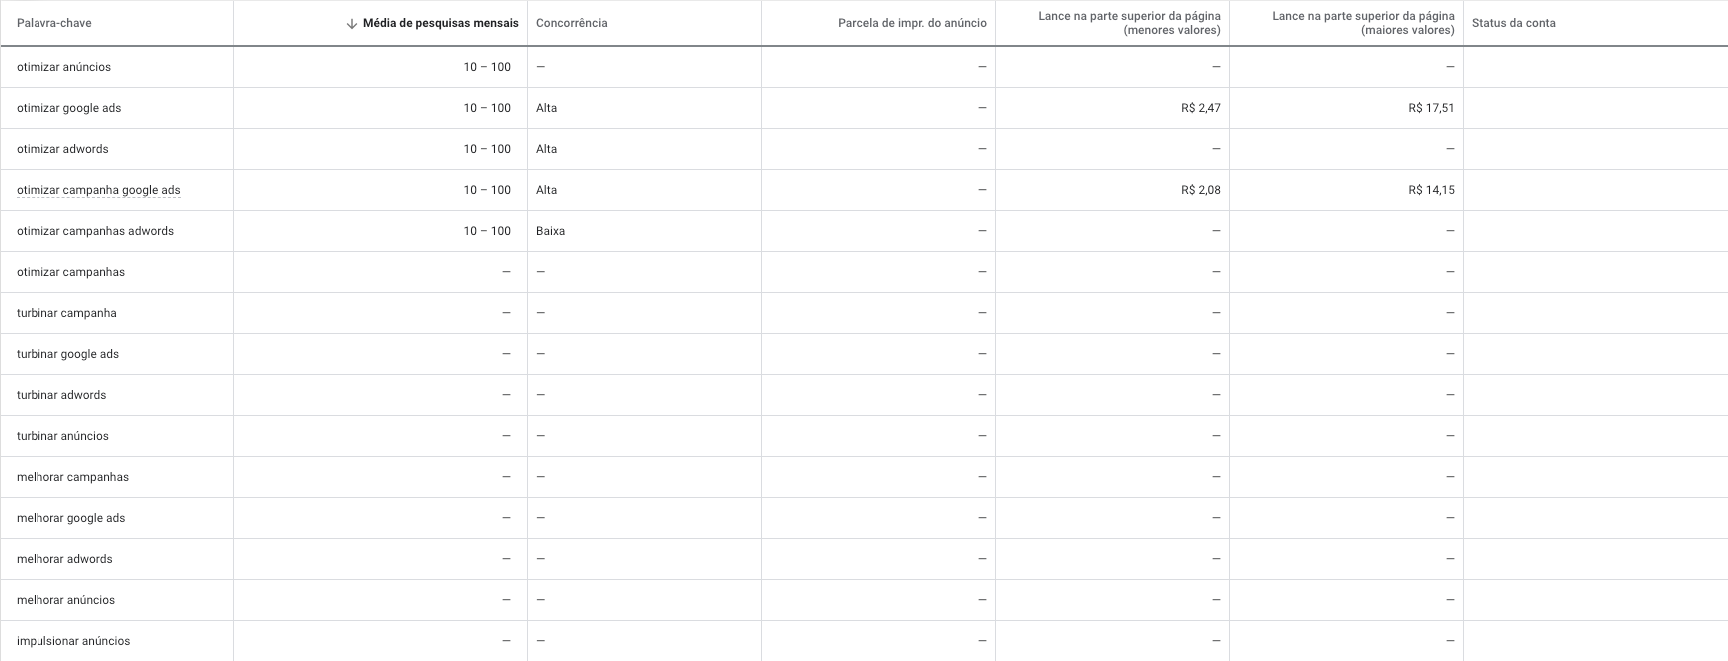 Palavra-chave ↓ Média de pesquisas mensais Concorrência Parcela de impr. do anúncio Lance na parte superior da página (menores valores) Lance na parte superior da página (maiores valores) Status da conta
otimizar anúncios 10 – 100 — — — —
otimizar google ads 10 – 100 Alta — R$ 2,47 R$ 17,51
otimizar adwords 10 – 100 Alta — — —
otimizar campanha google ads 10 – 100 Alta — R$ 2,08 R$ 14,15
otimizar campanhas adwords 10 – 100 Baixa — — —
otimizar campanhas — — — — —
turbinar campanha — — — — —
turbinar google ads — — — — —
turbinar adwords — — — — —
turbinar anúncios — — — — —
melhorar campanhas — — — — —
melhorar google ads — — — — —
melhorar adwords — — — — —
melhorar anúncios — — — — —
impulsionar anúncios — — — — —